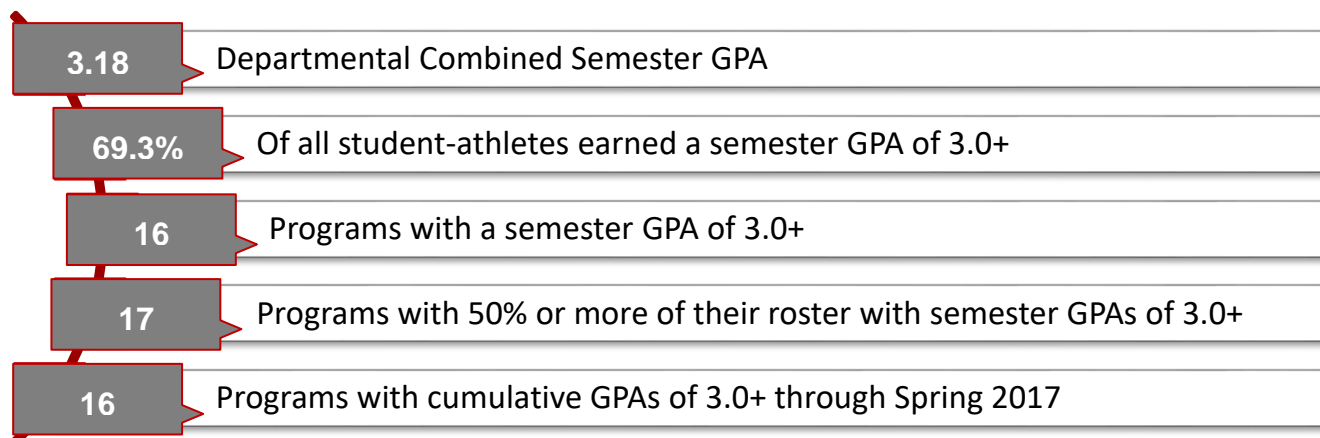 3.18 Departmental Combined Semester GPA
69.3% Of all student-athletes earned a semester GPA of 3.0+
16 Programs with a semester GPA of 3.0+
17 Programs with 50% or more of their roster with semester GPAs of 3.0+
16 Programs with cumulative GPAs of 3.0+ through Spring 2017